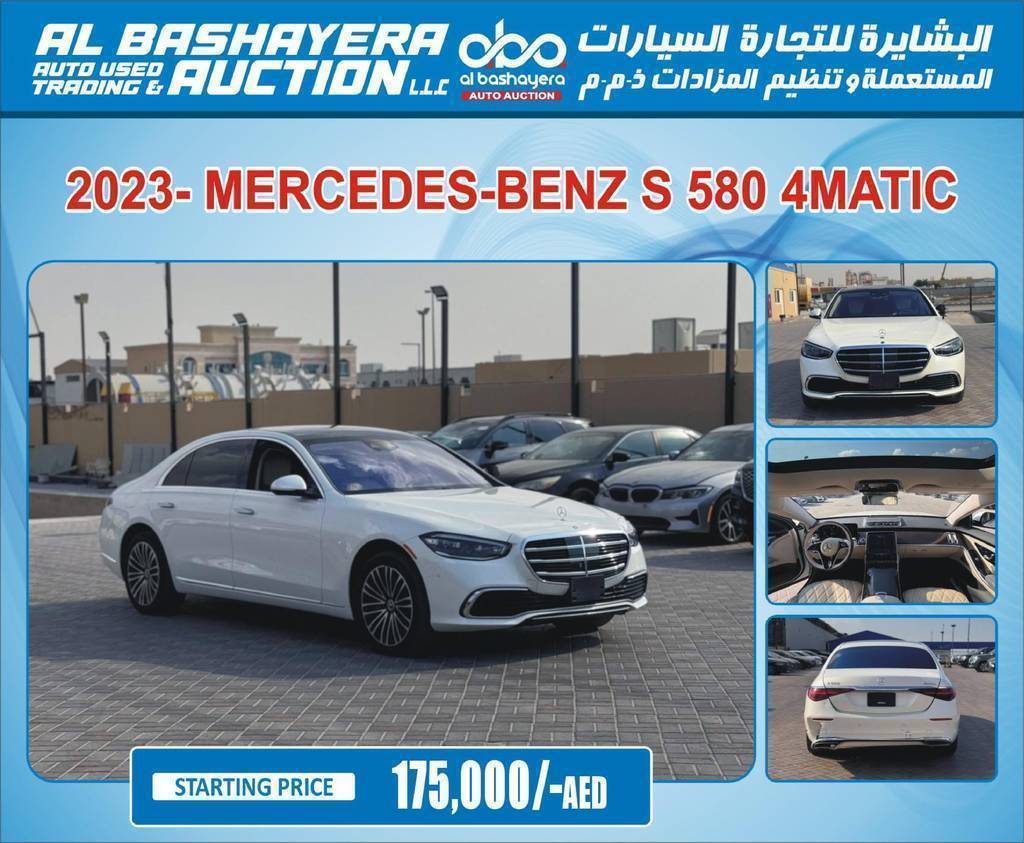 AL BASHAYERA
AUTO USED
TRADING & AUCTION L.L.C
aba
al bashayera
AUTO AUCTION
البشايرة للتجارة السيارات
المستعملة و تنظيم المزادات ذ.م.م
2023- MERCEDES-BENZ S 580 4MATIC
STARTING PRICE 175,000/-AED